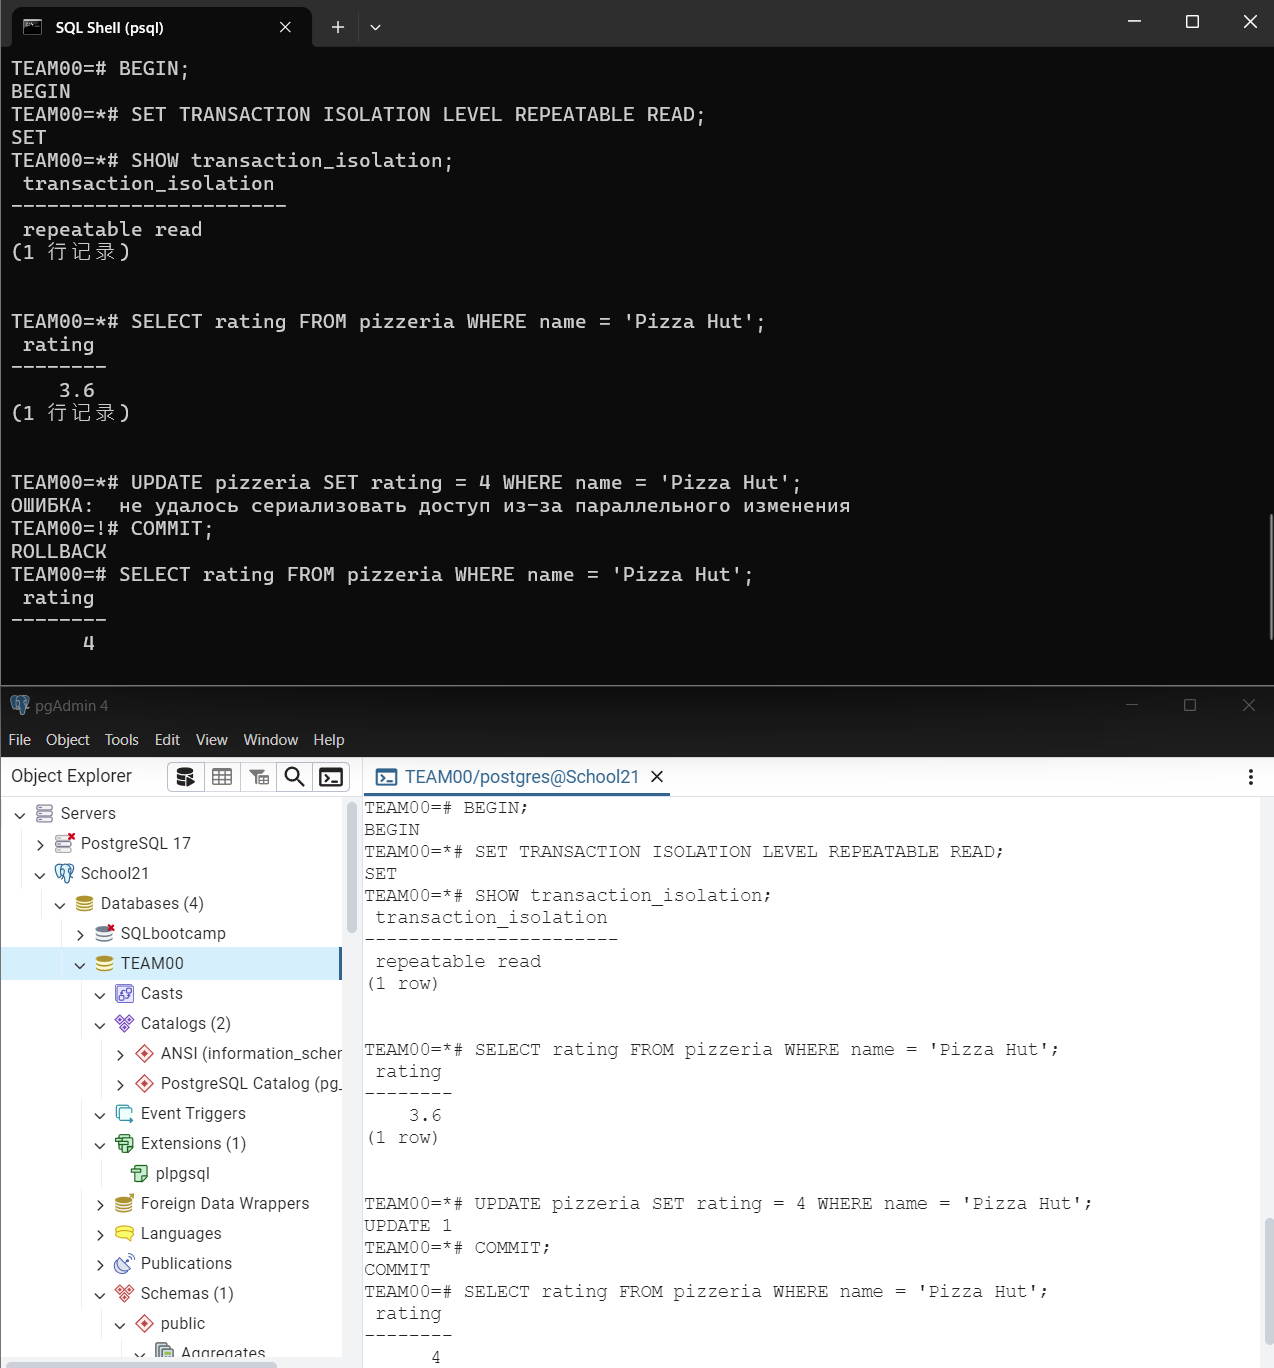 SQL Shell (psql)
TEAM00=# BEGIN;
BEGIN
TEAM00=*# SET TRANSACTION ISOLATION LEVEL REPEATABLE READ;
SET
TEAM00=*# SHOW transaction_isolation;
transaction_isolation
-----------------------
repeatable read
(1 行记录)
TEAM00=*# SELECT rating FROM pizzeria WHERE name = 'Pizza Hut';
rating
--------
3.6
(1 行记录)
TEAM00=*# UPDATE pizzeria SET rating = 4 WHERE name = 'Pizza Hut';
ОШИБКА:  не удалось сериализовать доступ из-за параллельного изменения
TEAM00=!# COMMIT;
ROLLBACK
TEAM00=# SELECT rating FROM pizzeria WHERE name = 'Pizza Hut';
rating
--------
4
pgAdmin 4
File Object Tools Edit View Window Help
Object Explorer
Servers
PostgreSQL 17
School21
Databases (4)
SQLbootcamp
TEAM00
Casts
Catalogs (2)
ANSI (information_scher
PostgreSQL Catalog (pg_
Event Triggers
Extensions (1)
plpgsql
Foreign Data Wrappers
Languages
Publications
Schemas (1)
public
Aggregates
TEAM00/postgres@School21
TEAM00=# BEGIN;
BEGIN
TEAM00=*# SET TRANSACTION ISOLATION LEVEL REPEATABLE READ;
SET
TEAM00=*# SHOW transaction_isolation;
transaction_isolation
-----------------------
repeatable read
(1 row)
TEAM00=*# SELECT rating FROM pizzeria WHERE name = 'Pizza Hut';
rating
--------
3.6
(1 row)
TEAM00=*# UPDATE pizzeria SET rating = 4 WHERE name = 'Pizza Hut';
UPDATE 1
TEAM00=*# COMMIT;
COMMIT
TEAM00=# SELECT rating FROM pizzeria WHERE name = 'Pizza Hut';
rating
--------
4